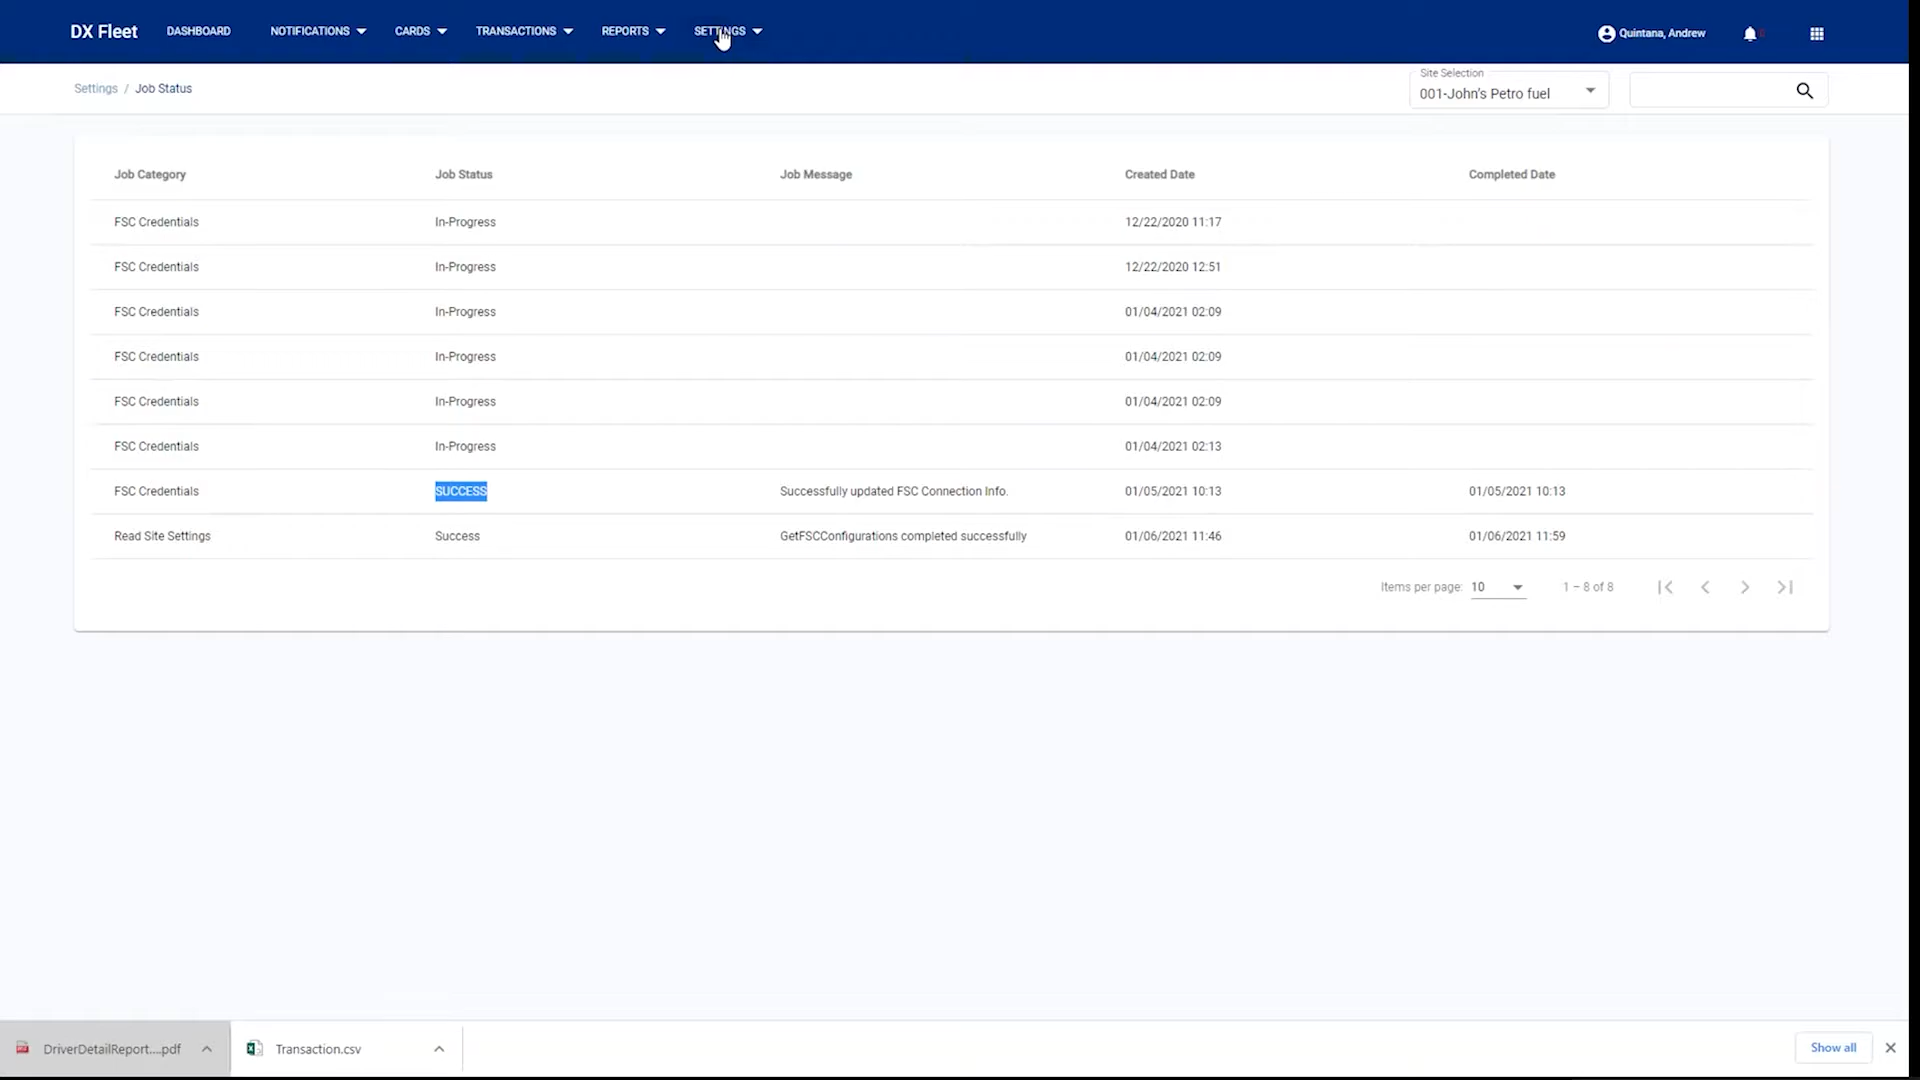 DX Fleet DASHBOARD NOTIFICATIONS CARDS TRANSACTIONS REPORTS SETTINGS Quintana, Andrew
Settings / Job Status
Site Selection
001-John's Petro fuel
Job Category Job Status Job Message Created Date Completed Date
FSC Credentials In-Progress 12/22/2020 11:17
FSC Credentials In-Progress 12/22/2020 12:51
FSC Credentials In-Progress 01/04/2021 02:09
FSC Credentials In-Progress 01/04/2021 02:09
FSC Credentials In-Progress 01/04/2021 02:09
FSC Credentials In-Progress 01/04/2021 02:13
FSC Credentials SUCCESS Successfully updated FSC Connection Info. 01/05/2021 10:13 01/05/2021 10:13
Read Site Settings Success GetFSCConfigurations completed successfully 01/06/2021 11:46 01/06/2021 11:59
Items per page: 10 1 – 8 of 8
DriverDetailReport....pdf Transaction.csv Show all